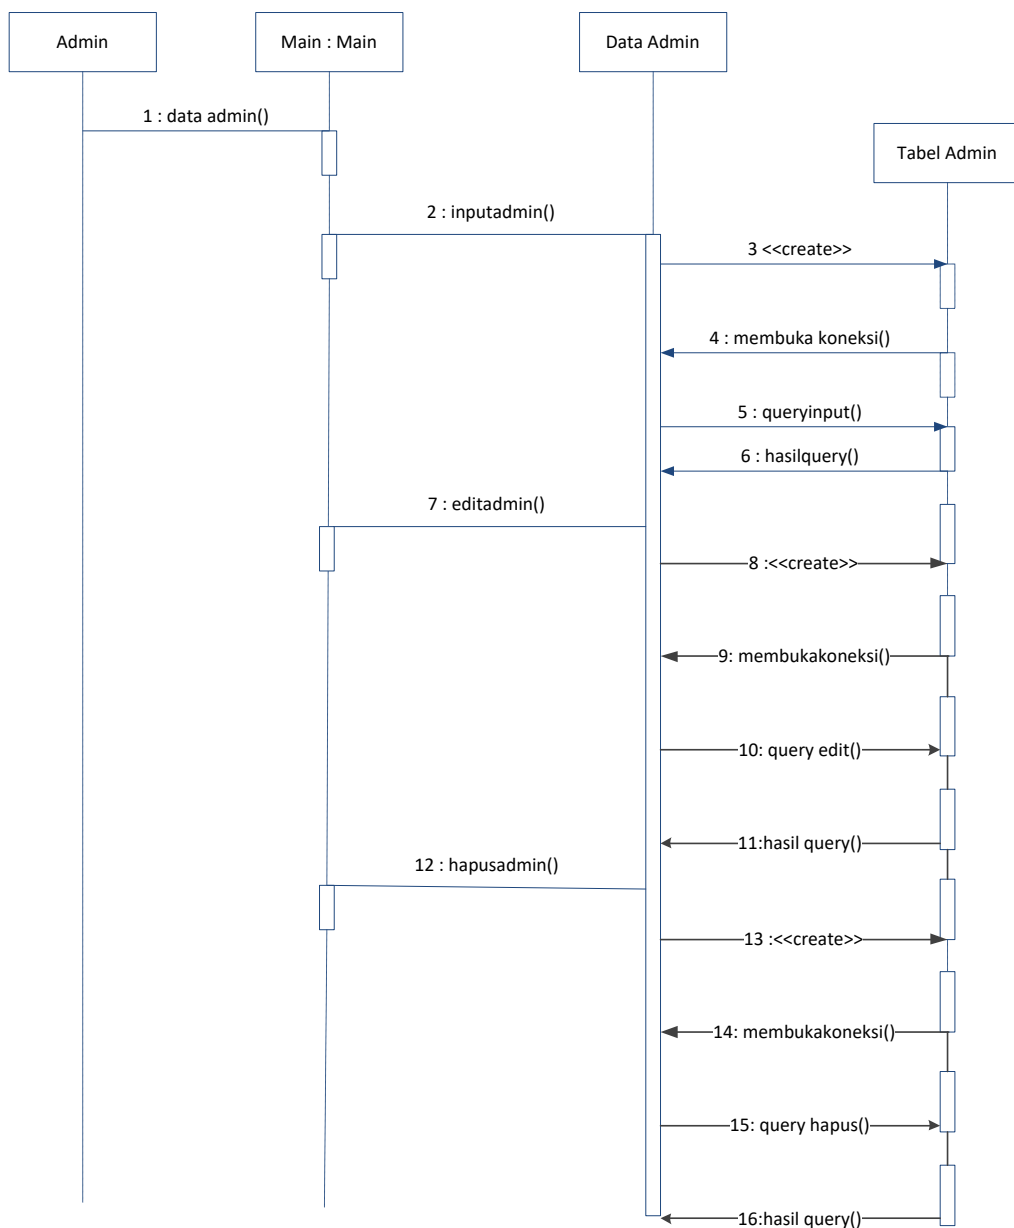 Admin
Main : Main
Data Admin
Tabel Admin
1 : data admin()
2 : inputadmin()
3 <<create>>
4 : membuka koneksi()
5 : queryinput()
6 : hasilquery()
7 : editadmin()
8 :<<create>>
9: membukakoneksi()
10: query edit()
11:hasil query()
12 : hapusadmin()
13 :<<create>>
14: membukakoneksi()
15: query hapus()
16:hasil query()